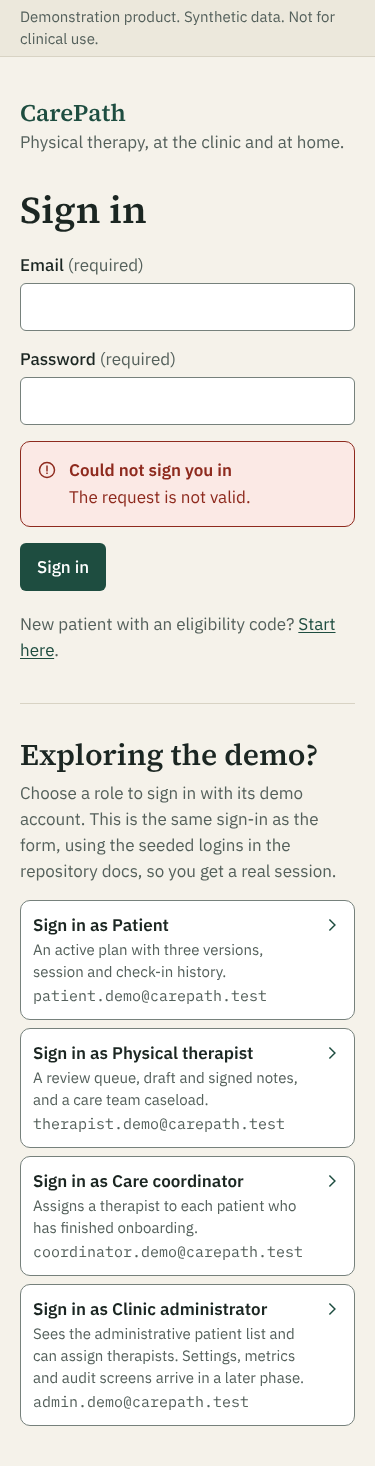 Demonstration product. Synthetic data. Not for
clinical use.
CarePath
Physical therapy, at the clinic and at home.
Sign in
Email (required)
Password (required)
Could not sign you in
The request is not valid.
Sign in
New patient with an eligibility code? Start
here.
Exploring the demo?
Choose a role to sign in with its demo
account. This is the same sign-in as the
form, using the seeded logins in the
repository docs, so you get a real session.
Sign in as Patient
An active plan with three versions,
session and check-in history.
patient.demo@carepath.test
Sign in as Physical therapist
A review queue, draft and signed notes,
and a care team caseload.
therapist.demo@carepath.test
Sign in as Care coordinator
Assigns a therapist to each patient who
has finished onboarding.
coordinator.demo@carepath.test
Sign in as Clinic administrator
Sees the administrative patient list and
can assign therapists. Settings, metrics
and audit screens arrive in a later phase.
admin.demo@carepath.test